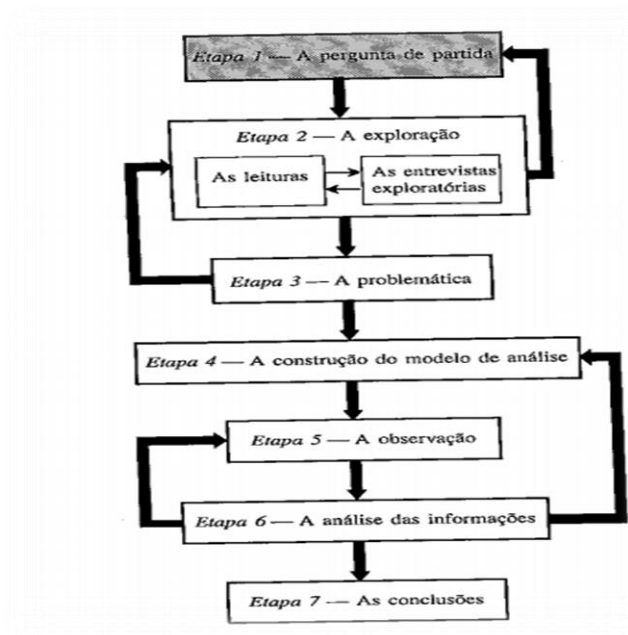 Etapa 1 — A pergunta de partida
Etapa 2 — A exploração
As leituras
As entrevistas
exploratórias
Etapa 3 — A problemática
Etapa 4 — A construção do modelo de análise
Etapa 5 — A observação
Etapa 6 — A análise das informações
Etapa 7 — As conclusões